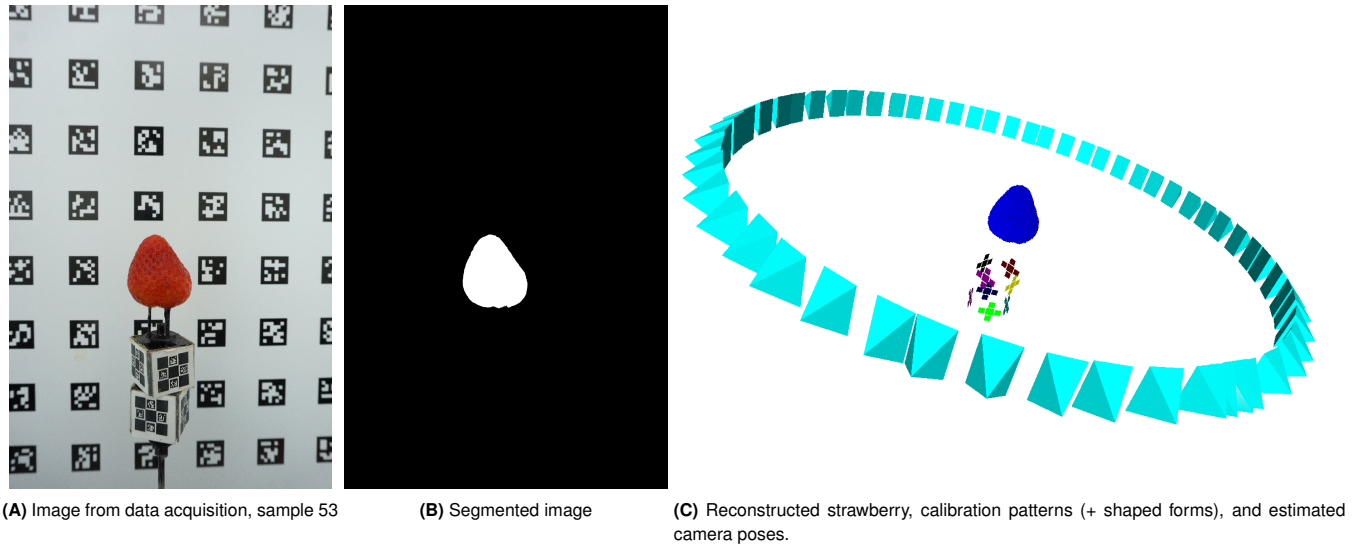 (A) Image from data acquisition, sample 53
(B) Segmented image
(C) Reconstructed strawberry, calibration patterns (+ shaped forms), and estimated
camera poses.